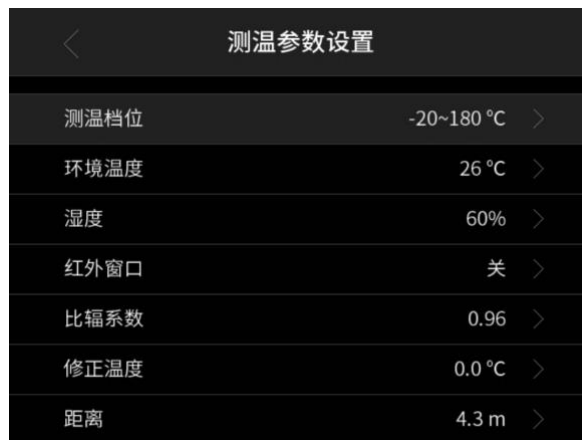 测温参数设置
测温档位 -20~180 °C
环境温度 26 °C
湿度 60%
红外窗口 关
比辐系数 0.96
修正温度 0.0 °C
距离 4.3 m